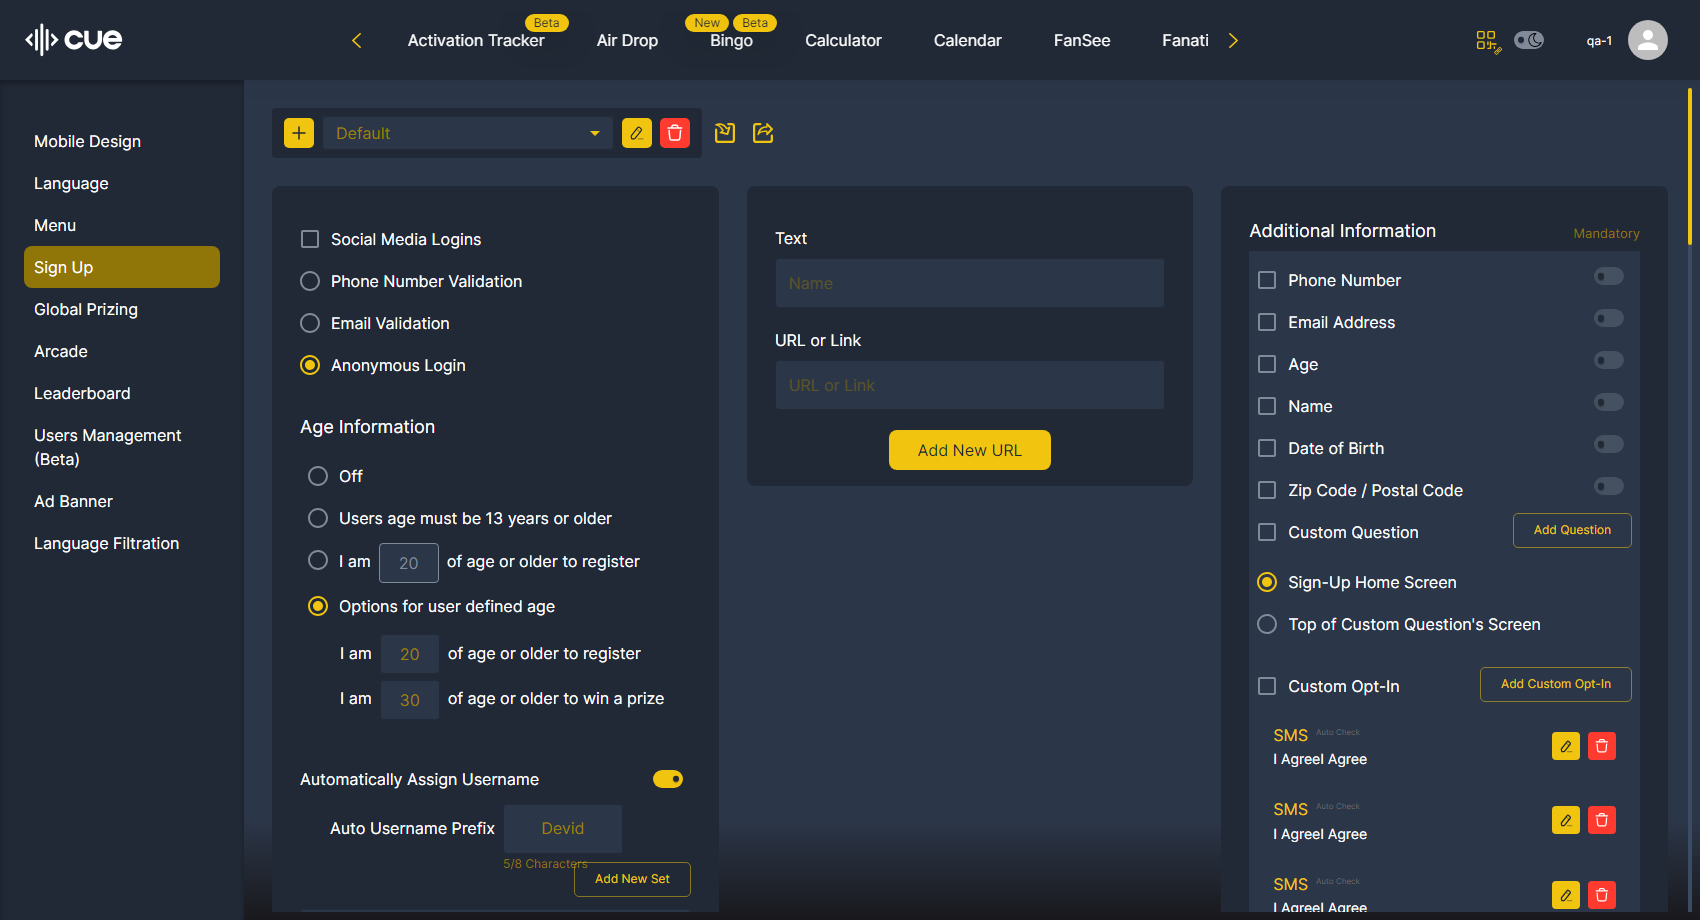 cue
Activation Tracker
Beta
Air Drop
New
Beta
Bingo
Calculator
Calendar
FanSee
Fanati
qa-1
Mobile Design
Language
Menu
Sign Up
Global Prizing
Arcade
Leaderboard
Users Management
(Beta)
Ad Banner
Language Filtration
Default
Social Media Logins
Phone Number Validation
Email Validation
Anonymous Login
Age Information
Off
Users age must be 13 years or older
I am 20 of age or older to register
Options for user defined age
I am 20 of age or older to register
I am 30 of age or older to win a prize
Automatically Assign Username
Auto Username Prefix Devid
5/8 Characters
Add New Set
Text
Name
URL or Link
URL or Link
Add New URL
Additional Information Mandatory
Phone Number
Email Address
Age
Name
Date of Birth
Zip Code / Postal Code
Custom Question Add Question
Sign-Up Home Screen
Top of Custom Question's Screen
Custom Opt-In Add Custom Opt-In
SMS Auto Check
I AgreeI Agree
SMS Auto Check
I AgreeI Agree
SMS Auto Check
I AgreeI Agree